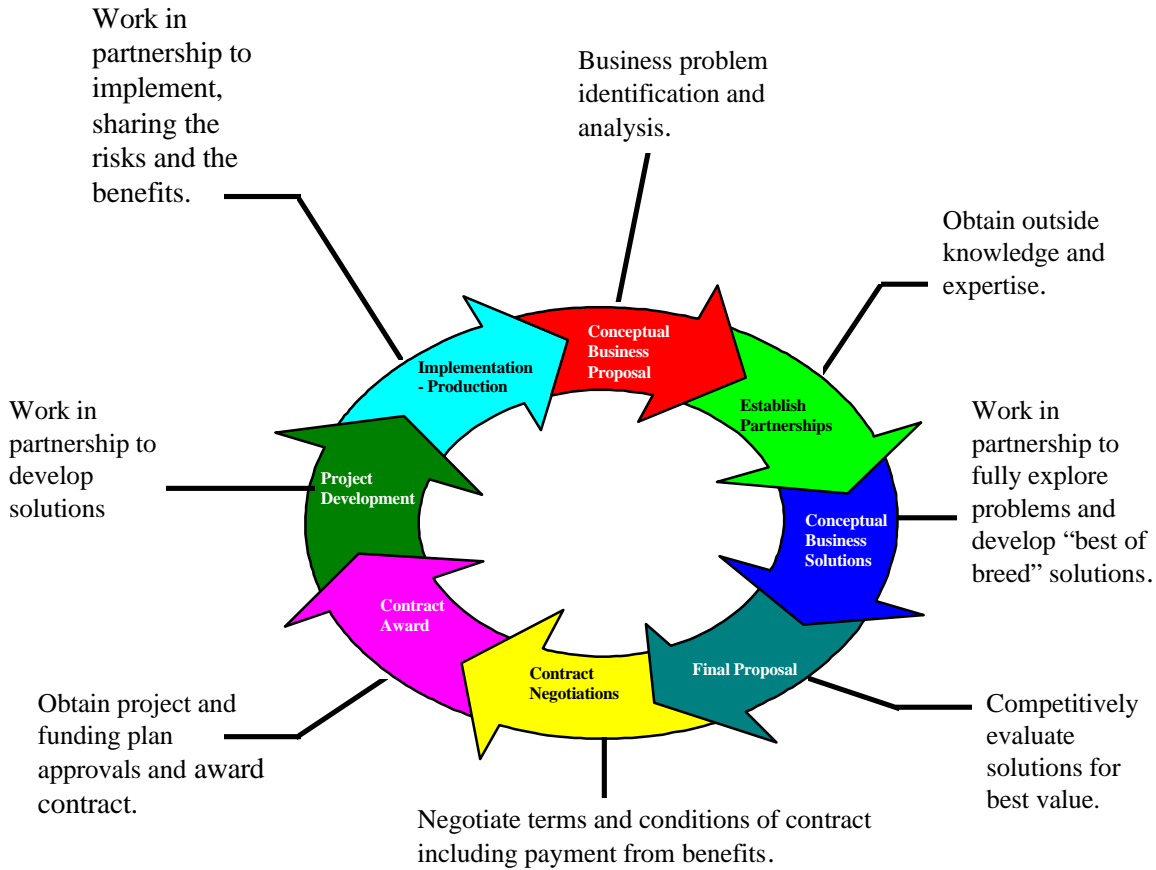 Work in
partnership to
implement,
sharing the
risks and the
benefits.
Business problem
identification and
analysis.
Obtain outside
knowledge and
expertise.
Conceptual
Business
Proposal
Implementation
- Production
Establish
Partnerships
Work in
partnership to
develop
solutions
Work in
partnership to
fully explore
problems and
develop “best of
breed” solutions.
Project
Development
Conceptual
Business
Solutions
Contract
Award
Final Proposal
Contract
Negotiations
Obtain project and
funding plan
approvals and award
contract.
Competitively
evaluate
solutions for
best value.
Negotiate terms and conditions of contract
including payment from benefits.